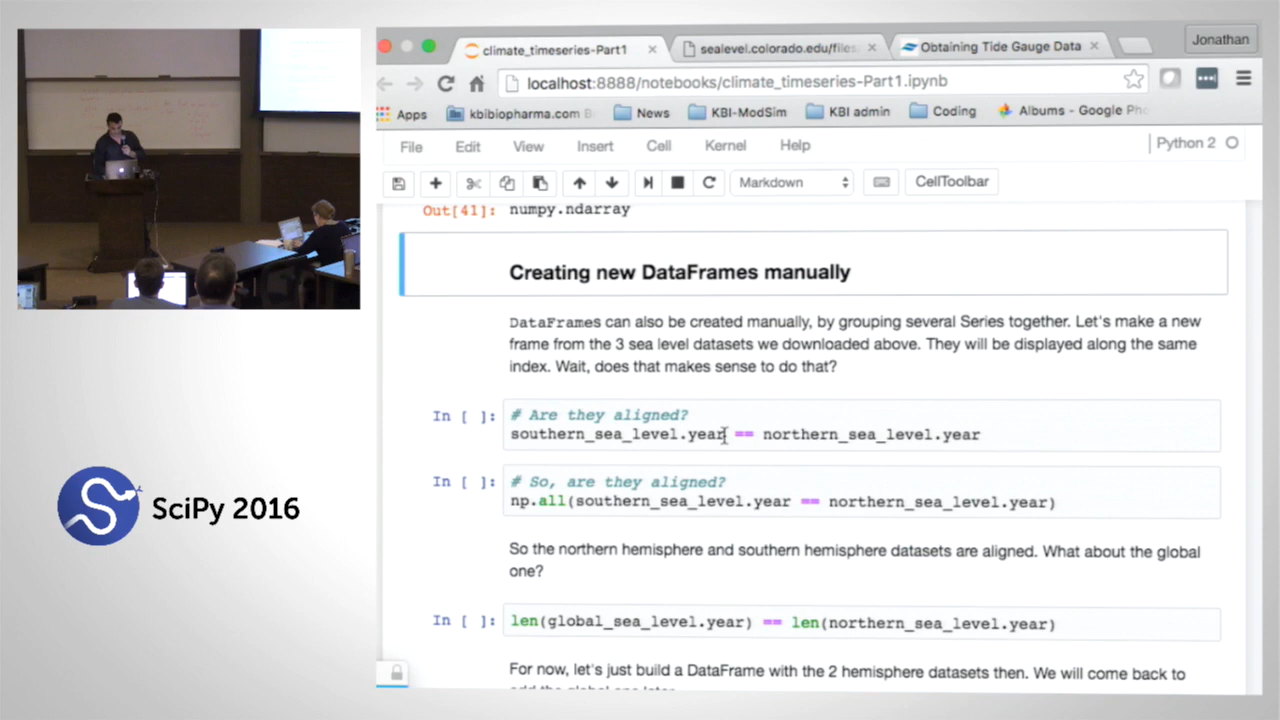 climate_timeseries-Part1
sealevel.colorado.edu/files
Obtaining Tide Gauge Data
Jonathan
localhost:8888/notebooks/climate_timeseries-Part1.ipynb
Apps
kbibiopharma.com
News
KBI-ModSim
KBI admin
Coding
Albums - Google Pho
File Edit View Insert Cell Kernel Help
Python 2
Markdown
CellToolbar
Out[41]: numpy.ndarray
Creating new DataFrames manually
DataFrames can also be created manually, by grouping several Series together. Let's make a new
frame from the 3 sea level datasets we downloaded above. They will be displayed along the same
index. Wait, does that makes sense to do that?
In [ ]: # Are they aligned?
southern_sea_level.year == northern_sea_level.year
In [ ]: # So, are they aligned?
np.all(southern_sea_level.year == northern_sea_level.year)
So the northern hemisphere and southern hemisphere datasets are aligned. What about the global
one?
In [ ]: len(global_sea_level.year) == len(northern_sea_level.year)
For now, let's just build a DataFrame with the 2 hemisphere datasets then. We will come back to
SciPy 2016